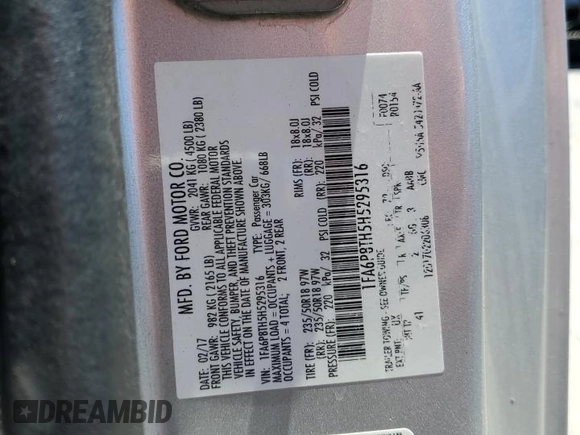 MFD. BY FORD MOTOR CO.
02/17 GVWR: 2041 KG ( 4500 LB)
FRONT GAWR: 982 KG ( 2165 LB) REAR GAWR: 1080 KG ( 2380 LB)
THIS VEHICLE CONFORMS TO ALL APPLICABLE FEDERAL MOTOR
VEHICLE SAFETY, BUMPER, AND THEFT PREVENTION STANDARDS
IN EFFECT ON THE DATE OF MANUFACTURE SHOWN ABOVE.
VIN: 1FA6P8TH5H5295316 TYPE: Passenger Car
MAXIMUM LOAD = OCCUPANTS + LUGGAGE = 303KG/ 668LB
OCCUPANTS = 4 TOTAL: 2 FRONT, 2 REAR
TIRE (FR): 235/50R18 97W RIMS (FR): 18x8.0J
TIRE (RR): 235/50R18 97W RIMS (RR): 18x8.0J
(FR): 220 kPa/ 32 PSI COLD (RR): 220 kPa/ 32 PSI COLD
1FA6P8TH5H5295316
TRAILER TOWING - SEE OWNERS GUIDE
F0074
EXT PNT: UX
R0154
41
DREAMBID